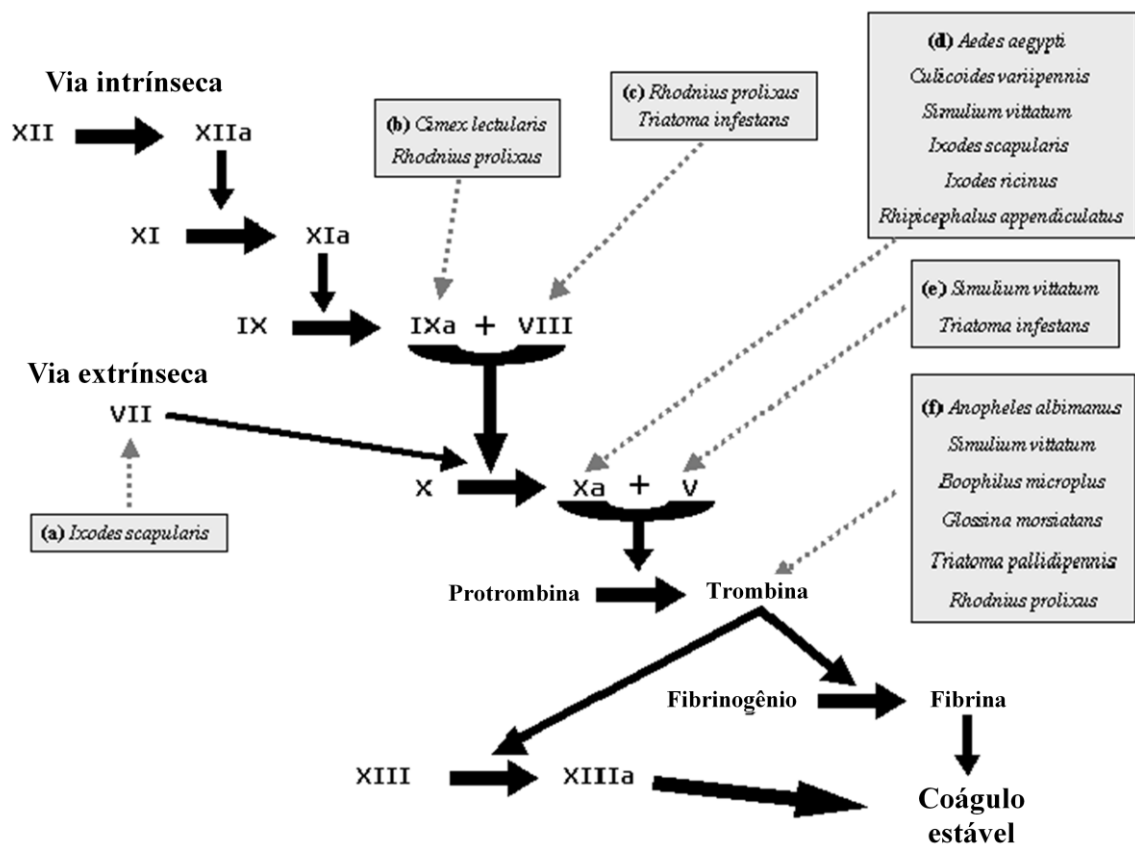 Via intrínseca
XII
XIIa
XI
XIa
IX
IXa + VIII
(b) Cimex lectularis
Rhodnius prolixus
(c) Rhodnius prolixus
Triatoma infestans
(d) Aedes aegypti
Culicoides variipennis
Simulium vittatum
Ixodes scapularis
Ixodes ricinus
Rhipicephalus appendiculatus
(e) Simulium vittatum
Triatoma infestans
Via extrínseca
VII
(a) Ixodes scapularis
X
Xa + V
(f) Anopheles albimanus
Simulium vittatum
Boophilus microplus
Glossina morsiatans
Triatoma pallidipennis
Rhodnius prolixus
Protrombina
Trombina
Fibrinogênio
Fibrina
XIII
XIIIa
Coágulo
estável